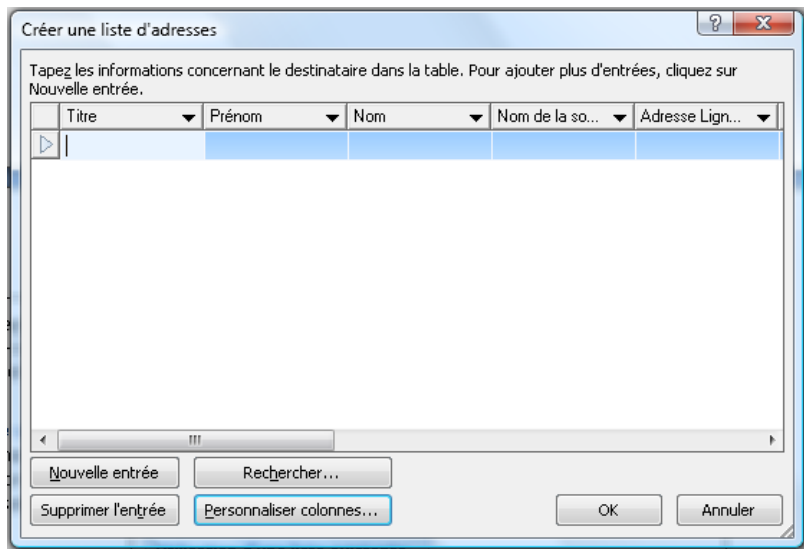 Créer une liste d'adresses
Tapez les informations concernant le destinataire dans la table. Pour ajouter plus d'entrées, cliquez sur
Nouvelle entrée.
Titre Prénom Nom Nom de la so... Adresse Lign...
Nouvelle entrée Rechercher...
Supprimer l'entrée Personnaliser colonnes... OK Annuler